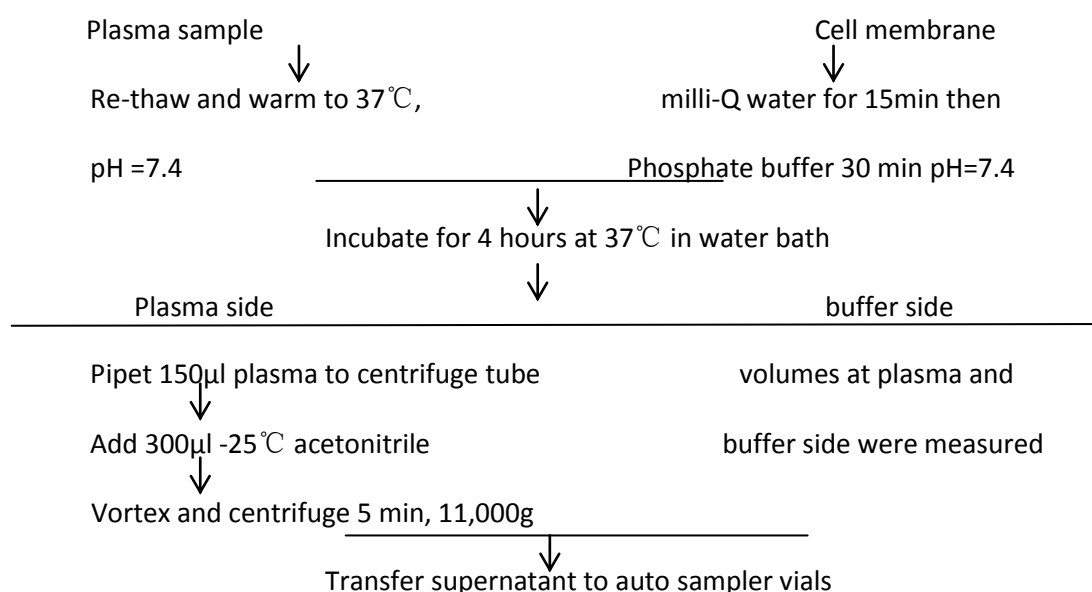 Plasma sample Cell membrane
Re-thaw and warm to 37℃, milli-Q water for 15min then
pH =7.4 Phosphate buffer 30 min pH=7.4
Incubate for 4 hours at 37℃ in water bath
Plasma side buffer side
Pipet 150µl plasma to centrifuge tube volumes at plasma and
Add 300µl -25℃ acetonitrile buffer side were measured
Vortex and centrifuge 5 min, 11,000g
Transfer supernatant to auto sampler vials